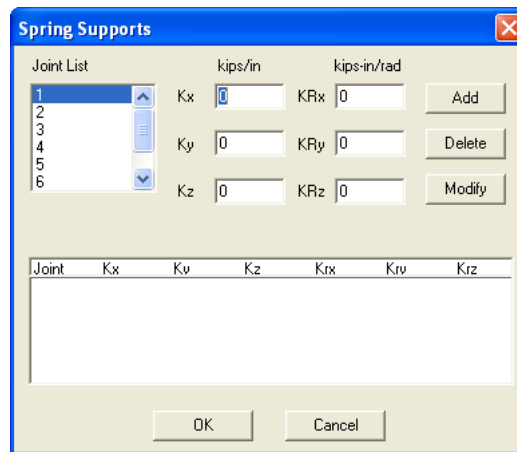 Spring Supports
Joint List kips/in kips-in/rad
1 Kx 0 KRx 0 Add
2
3
4 Ky 0 KRy 0 Delete
5
6 Kz 0 KRz 0 Modify
Joint Kx Ky Kz Krx Kry Krz
OK Cancel